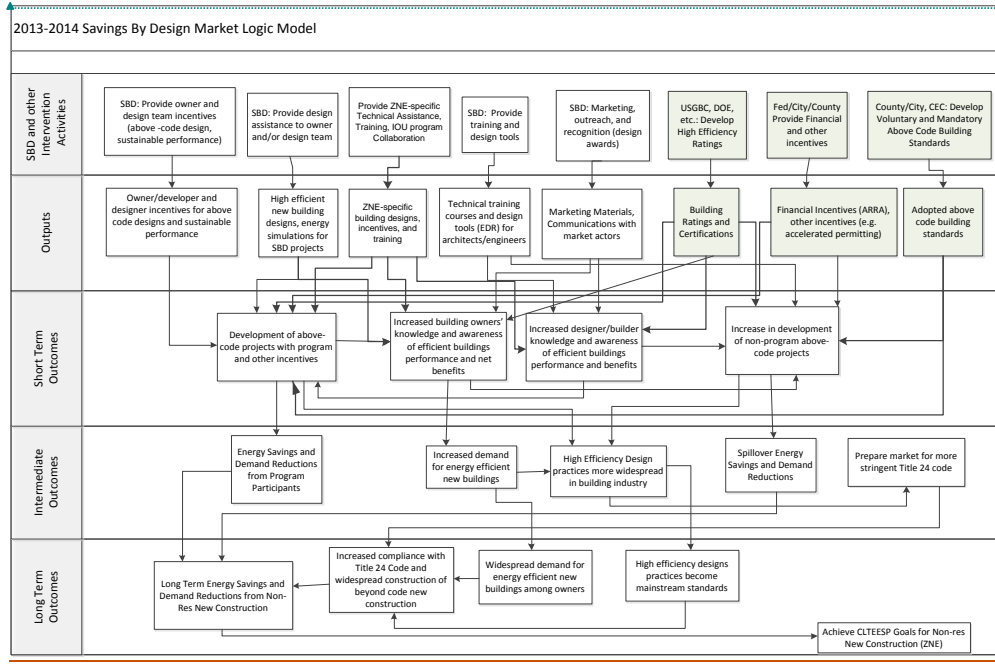 2013-2014 Savings By Design Market Logic Model
SBD and other
Intervention
Activities
SBD: Provide owner and
design team incentives
(above -code design,
sustainable performance)
SBD: Provide design
assistance to owner
and/or design team
Provide ZNE-specific
Technical Assistance,
Training, IOU program
Collaboration
SBD:  Provide
training and
design tools
SBD: Marketing,
outreach, and
recognition (design
awards)
USGBC, DOE,
etc.: Develop
High Efficiency
Ratings
Fed/City/County
Provide Financial
and other
incentives
County/City, CEC: Develop
Voluntary and Mandatory
Above Code Building
Standards
Outputs
Owner/developer and
designer incentives for above
code designs and sustainable
performance
High efficient
new building
designs, energy
simulations for
SBD projects
ZNE-specific
building designs,
incentives, and
training
Technical training
courses and design
tools (EDR) for
architects/engineers
Marketing Materials,
Communications with
market actors
Building
Ratings and
Certifications
Financial Incentives (ARRA),
other incentives (e.g.
accelerated permitting)
Adopted above
code building
standards
Short Term
Outcomes
Development of above-
code projects with program
and other incentives
Increased building owners’
knowledge and awareness
of efficient buildings
performance and net
benefits
Increased designer/builder
knowledge and awareness
of efficient buildings
performance and benefits
Increase in development
of non-program above-
code projects
Intermediate
Outcomes
Energy Savings and
Demand Reductions
from Program
Participants
Increased demand
for energy efficient
new buildings
High Efficiency Design
practices more widespread
in building industry
Spillover Energy
Savings and Demand
Reductions
Prepare market for more
stringent Title 24 code
Long Term
Outcomes
Long Term Energy Savings and
Demand Reductions from Non-
Res New Construction
Increased compliance with
Title 24 Code and
widespread construction of
beyond code new
construction
Widespread demand for
energy efficient new
buildings among owners
High efficiency designs
practices become
mainstream standards
Achieve CLTEESP Goals for Non-res
New Construction (ZNE)